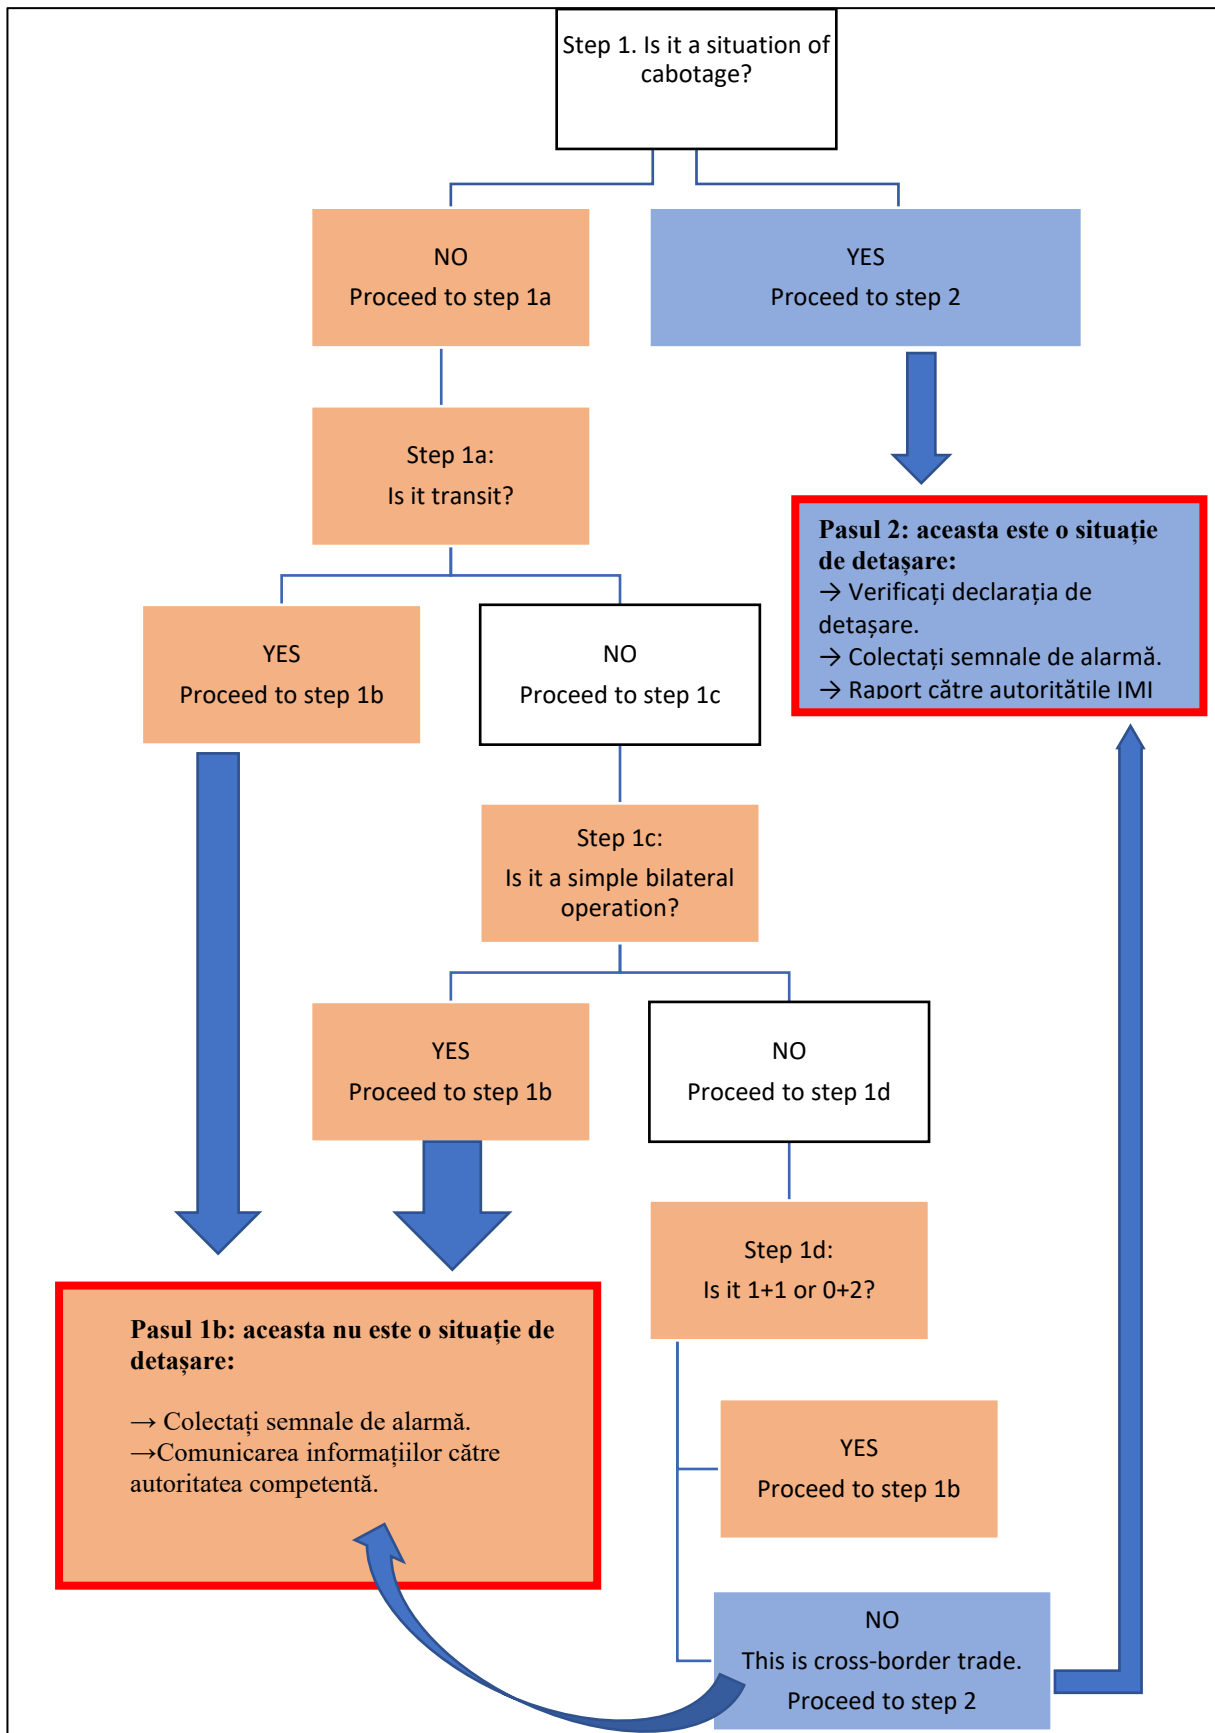 Step 1. Is it a situation of
cabotage?
NO
Proceed to step 1a
YES
Proceed to step 2
Step 1a:
Is it transit?
Pasul 2: aceasta este o situație
de detașare:
→ Verificați declarația de
detașare.
→ Colectați semnale de alarmă.
→ Raport către autoritățile IMI
YES
Proceed to step 1b
NO
Proceed to step 1c
Step 1c:
Is it a simple bilateral
operation?
YES
Proceed to step 1b
NO
Proceed to step 1d
Step 1d:
Is it 1+1 or 0+2?
Pasul 1b: aceasta nu este o situație de
detașare:
→ Colectați semnale de alarmă.
→Comunicarea informațiilor către
autoritatea competentă.
YES
Proceed to step 1b
NO
This is cross-border trade.
Proceed to step 2